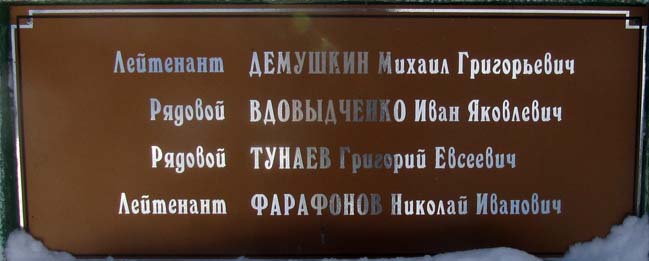 Лейтенант ДЕМУШКИН Михаил Григорьевич
Рядовой ВДОВЫДЧЕНКО Иван Яковлевич
Рядовой ТУНАЕВ Григорий Евсеевич
Лейтенант ФАРАФОНОВ Николай Иванович